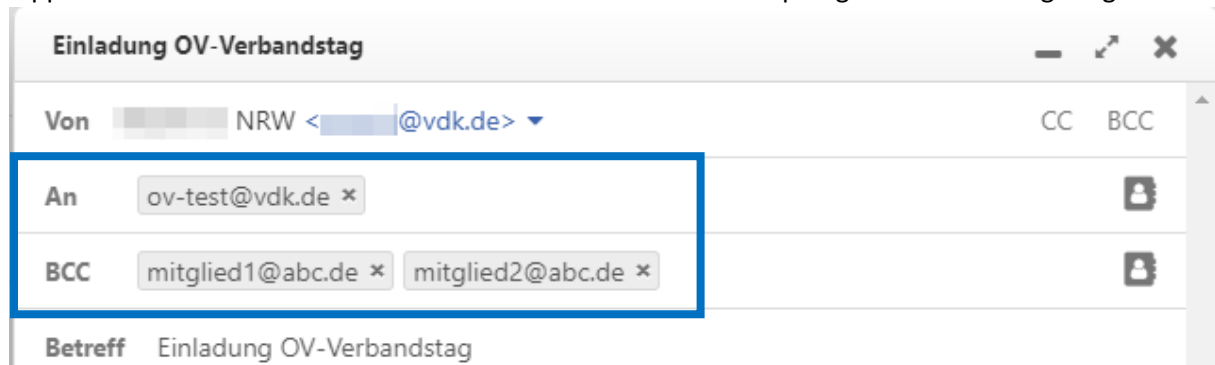 Einladung OV-Verbandstag
Von NRW < @vdk.de> CC BCC
An ov-test@vdk.de ×
BCC mitglied1@abc.de × mitglied2@abc.de ×
Betreff Einladung OV-Verbandstag